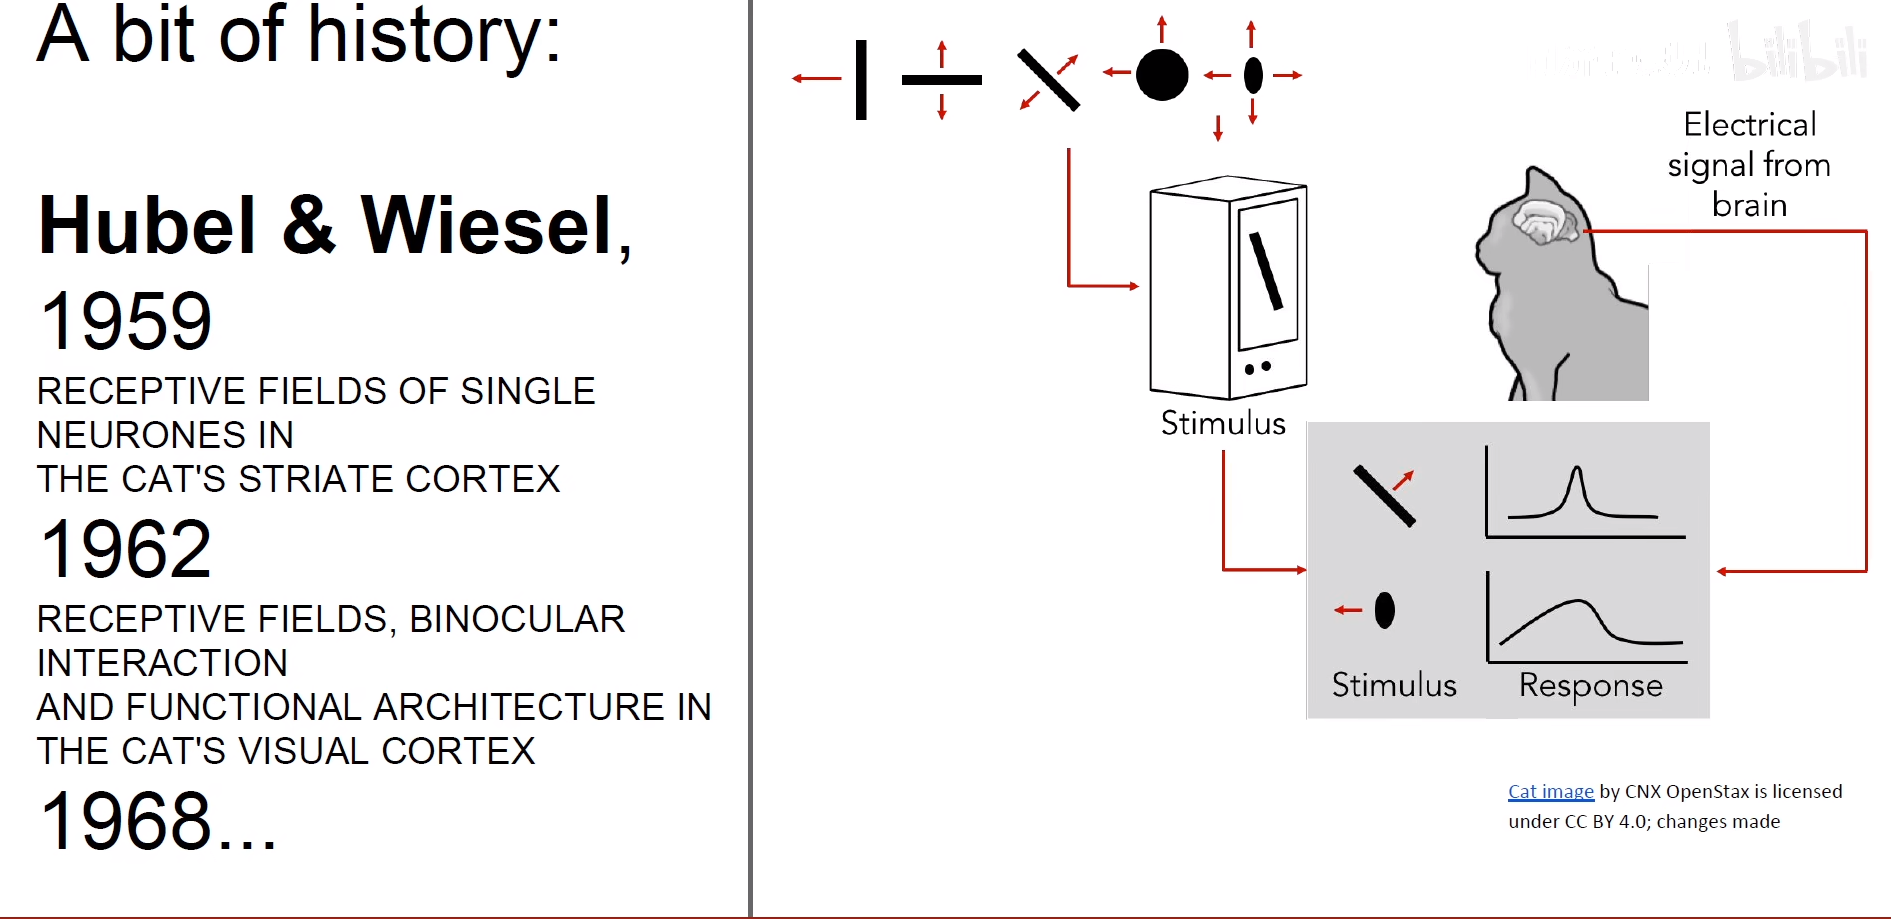 A bit of history:
Hubel & Wiesel,
1959
RECEPTIVE FIELDS OF SINGLE
NEURONES IN
THE CAT'S STRIATE CORTEX
1962
RECEPTIVE FIELDS, BINOCULAR
INTERACTION
AND FUNCTIONAL ARCHITECTURE IN
THE CAT'S VISUAL CORTEX
1968...
bilibili
Electrical
signal from
brain
Stimulus
Stimulus
Response
Cat image by CNX OpenStax is licensed
under CC BY 4.0; changes made